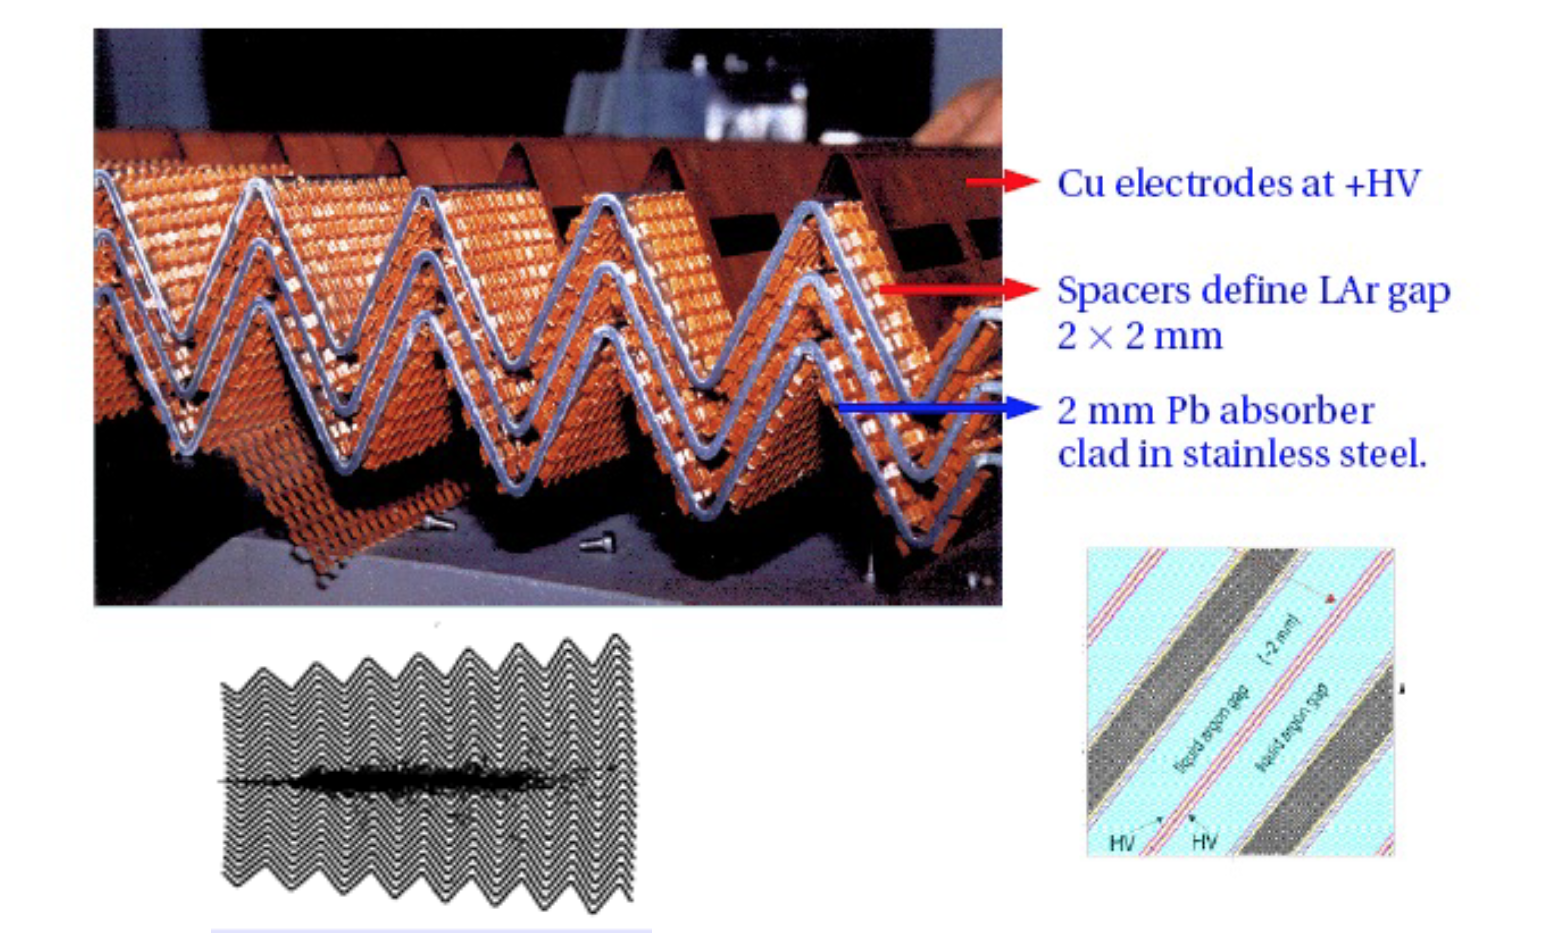 Cu electrodes at +HV
Spacers define LAr gap
2 × 2 mm
2 mm Pb absorber
clad in stainless steel.
(~2 mm)
liquid argon gap
liquid argon gap
HV
HV